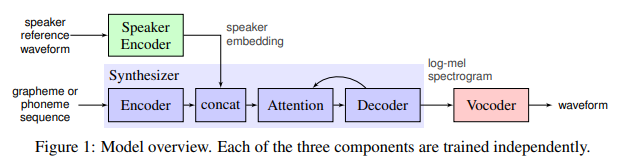 speaker
reference
waveform
Speaker
Encoder
speaker
embedding
Synthesizer
log-mel
spectrogram
grapheme or
phoneme
sequence
Encoder
concat
Attention
Decoder
Vocoder
waveform
Figure 1: Model overview. Each of the three components are trained independently.